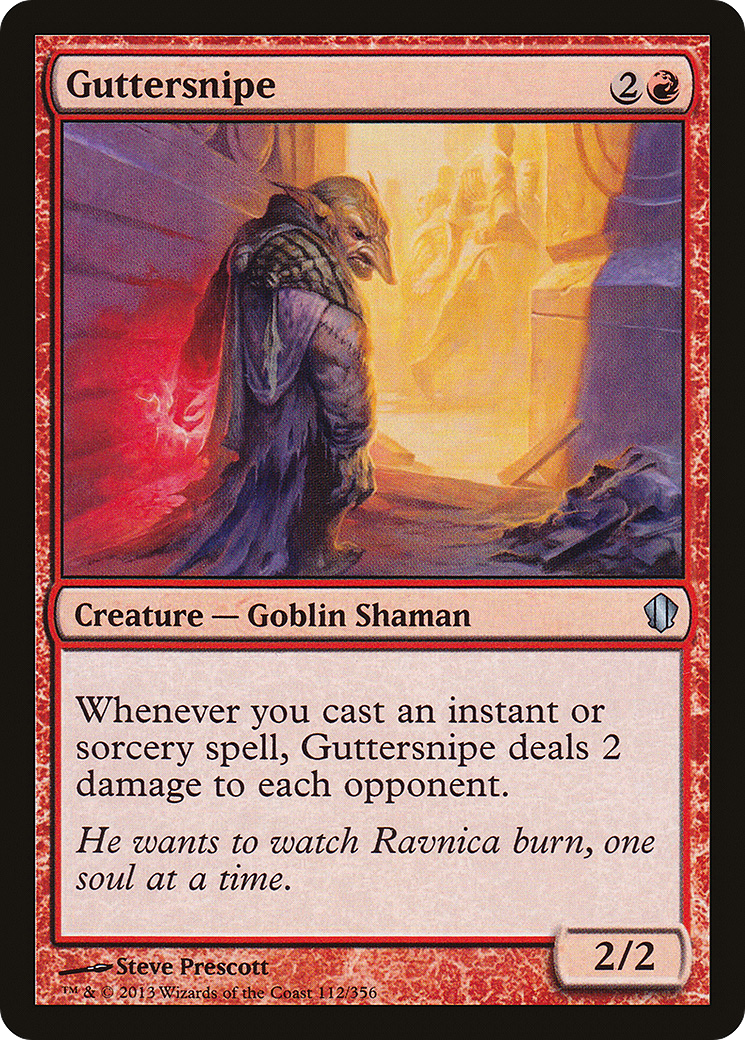 Guttersnipe 2
Creature — Goblin Shaman
Whenever you cast an instant or
sorcery spell, Guttersnipe deals 2
damage to each opponent.
He wants to watch Ravnica burn, one
soul at a time.
2/2
Steve Prescott
™ & © 2013 Wizards of the Coast 112/356